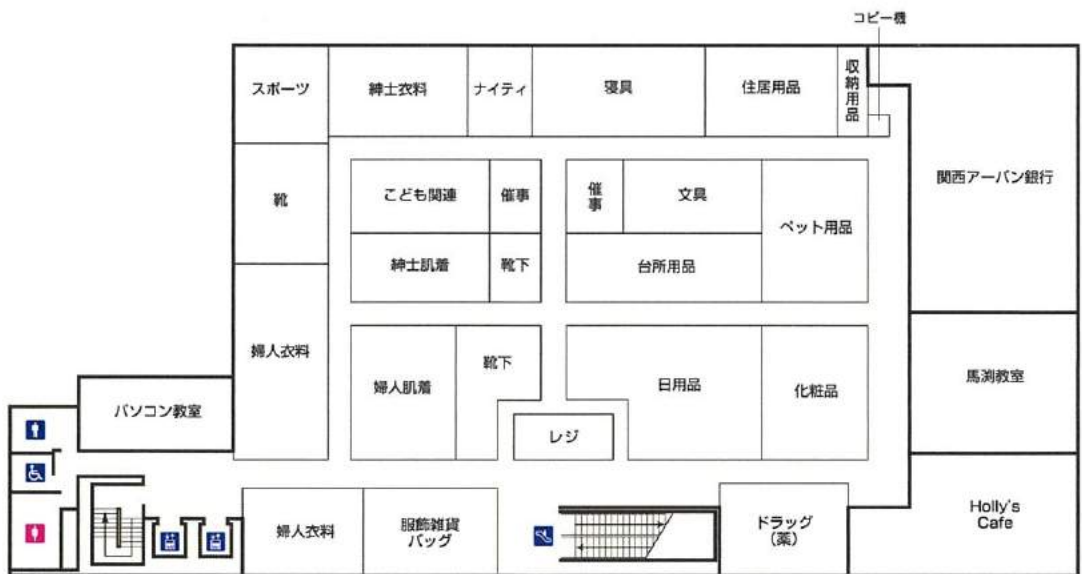 コピー機
スポーツ
紳士衣料
ナイティ
寝具
住居用品
収納用品
関西アーバン銀行
靴
こども関連
催事
催事
文具
ペット用品
紳士肌着
靴下
台所用品
婦人衣料
婦人肌着
靴下
日用品
化粧品
馬渕教室
パソコン教室
レジ
婦人衣料
服飾雑貨
バッグ
ドラッグ
(薬)
Holly's
Cafe